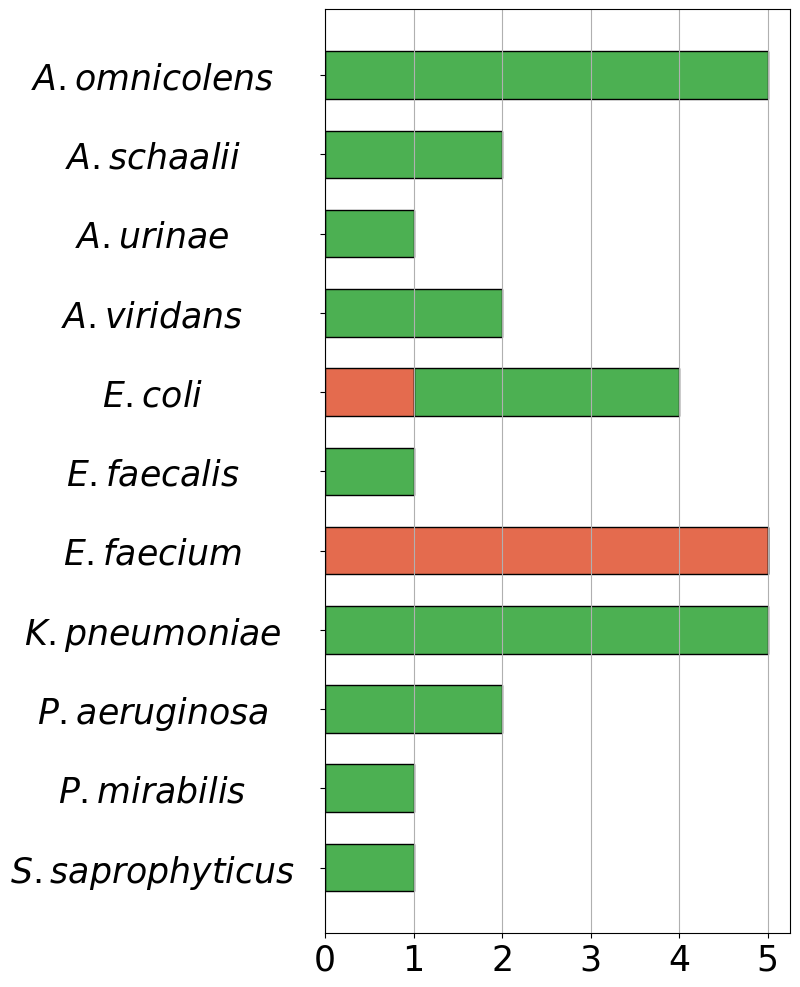 A. omnicolens
A. schaalii
A. urinae
A. viridans
E. coli
E. faecalis
E. faecium
K. pneumoniae
P. aeruginosa
P. mirabilis
S. saprophyticus
0 1 2 3 4 5